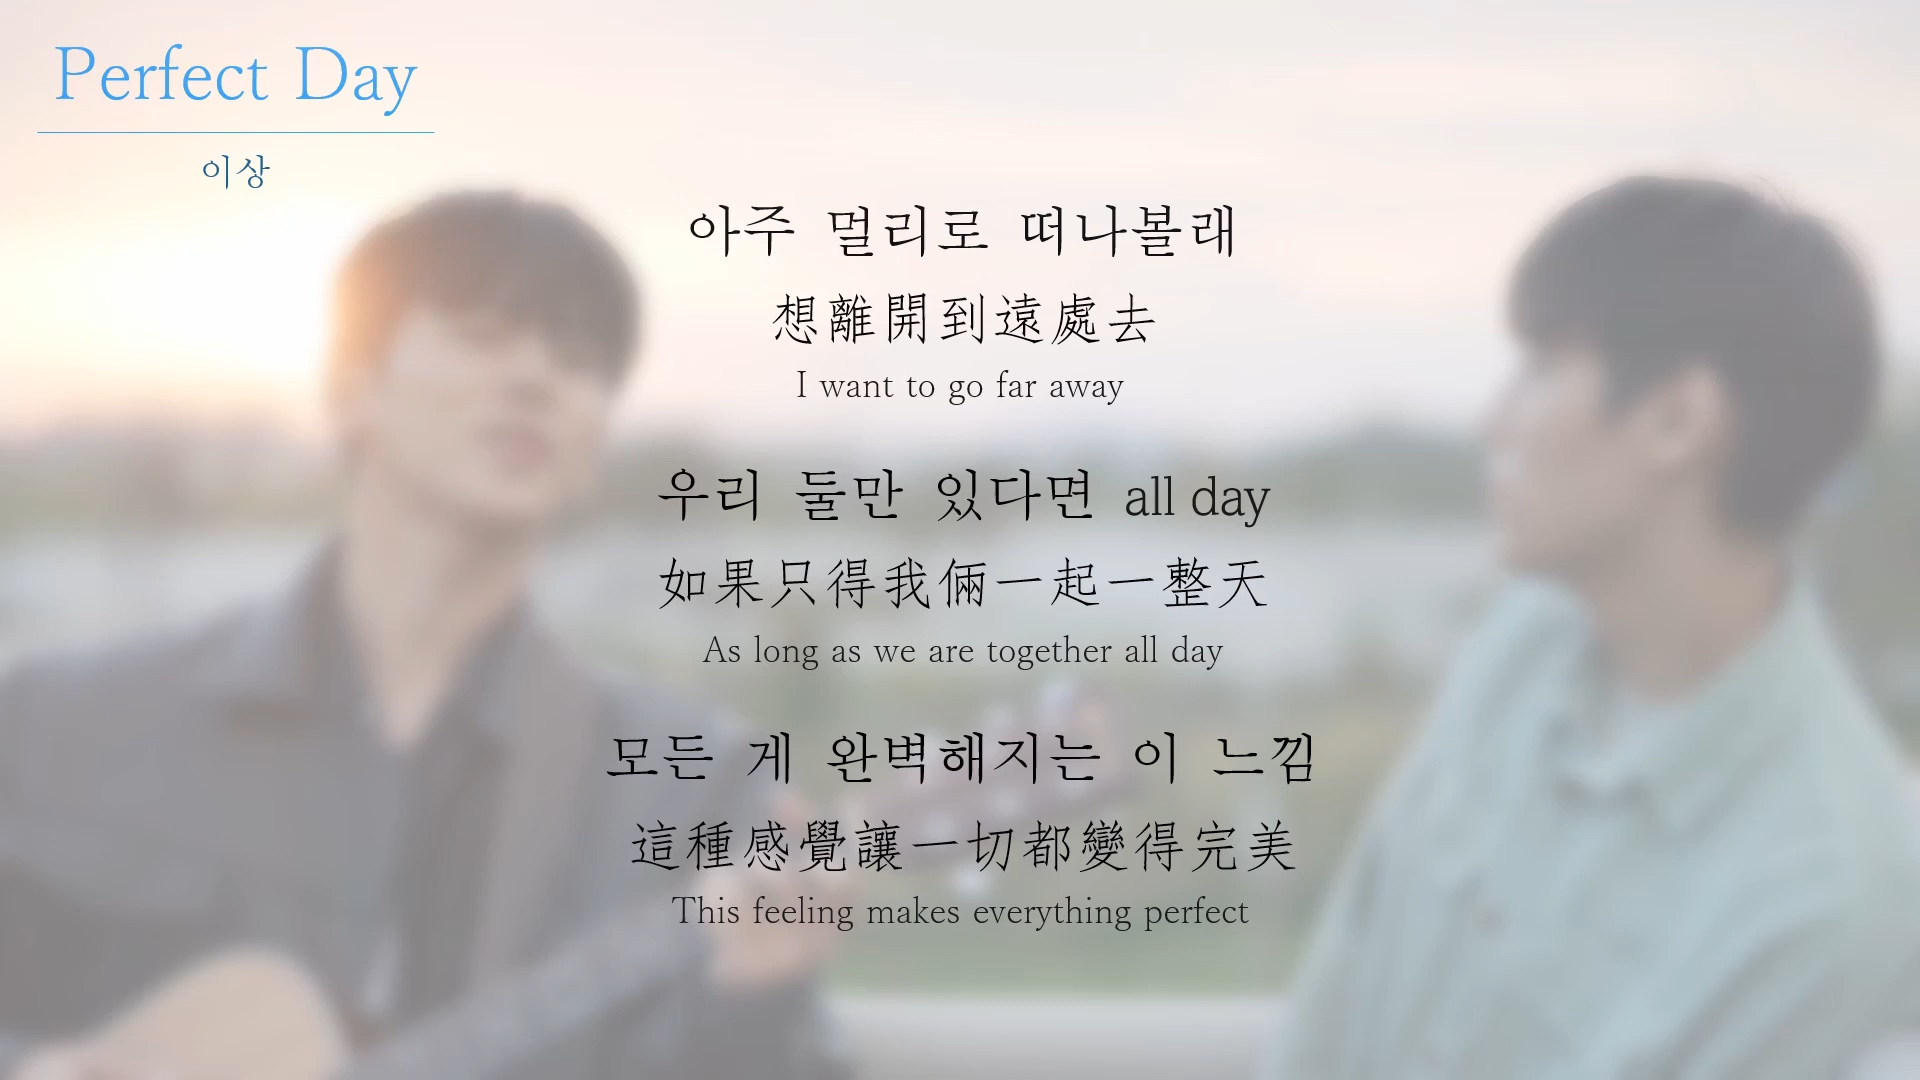 Perfect Day
이상
아주 멀리로 떠나볼래
想離開到遠處去
I want to go far away
우리 둘만 있다면 all day
如果只得我倆一起一整天
As long as we are together all day
모든 게 완벽해지는 이 느낌
這種感覺讓一切都變得完美
This feeling makes everything perfect